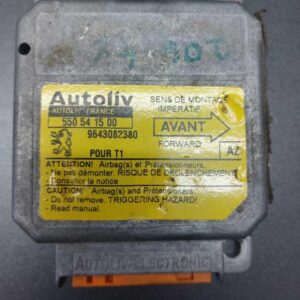 Autoliv
AUTOLIV FRANCE
550 54 15 00
9643082380
POUR T1
SENS DE MONTAGE
IMPERATIF
AVANT
FORWARD
AZ
ATTENTION! Airbag(s) et Prétensionneurs.
- Ne pas démonter. RISQUE DE DECLENCHEMENT
- Consulter la notice
CAUTION! Airbag(s) and Pretensioners.
- Do not remove. TRIGGERING HAZARD!
- Read manual.
AUTOLIV-ELECTRONIC